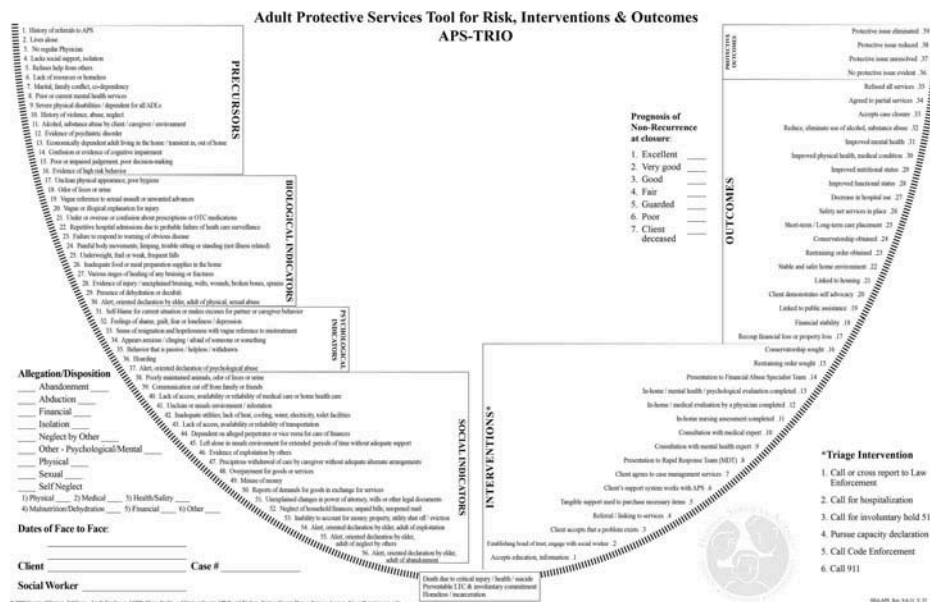 Adult Protective Services Tool for Risk, Interventions & Outcomes
APS-TRIO
1. History of referrals to APS
2. Lives alone
3. No regular Physician
4. Lacks social support, isolation
5. Refuses help from others
6. Lack of resources or homeless
7. Marital, family conflict, co-dependency
8. Prior or current mental health services
9. Severe physical disabilities / dependent for all ADLs
10. History of violence, abuse, neglect
11. Alcohol, substance abuse by client / caregiver / environment
12. Evidence of psychiatric disorder
13. Economically dependent adult living in the home / transient in, out of home
14. Confusion or evidence of cognitive impairment
15. Poor or impaired judgement, poor decision-making
16. Evidence of high risk behavior
PRECURSORS
17. Unclean physical appearance, poor hygiene
18. Odor of feces or urine
19. Vague reference to sexual assault or unwanted advances
20. Vague or illogical explanation for injury
21. Under or overuse or confusion about prescriptions or OTC medications
22. Repetitive hospital admissions due to probable failure of heath care surveillance
23. Failure to respond to warning of obvious disease
24. Painful body movements, limping, trouble sitting or standing (not illness related)
25. Underweight, frail or weak, frequent falls
26. Inadequate food or meal preparation supplies in the home
27. Various stages of healing of any bruising or fractures
28. Evidence of injury / unexplained bruising, welts, wounds, broken bones, sprains
29. Presence of dehydration or decubiti
30. Alert, oriented declaration by elder, adult of physical, sexual abuse
BIOLOGICAL INDICATORS
31. Self-blame for current situation or makes excuses for partner or caregiver behavior
32. Feelings of shame, guilt, fear or loneliness / depression
33. Sense of resignation and hopelessness with vague reference to mistreatment
34. Appears anxious / clinging / afraid of someone or something
35. Behavior that is passive / helpless / withdrawn
36. Hoarding
37. Alert, oriented declaration of psychological abuse
PSYCHOLOGICAL
INDICATORS
38. Poorly maintained animals, odor of feces or urine
39. Communication cut off from family or friends
40. Lack of access, availability or reliability of medical care or home health care
41. Unclean or unsafe environment / infestation
42. Inadequate utilities, lack of heat, cooling, water, electricity, toilet facilities
43. Lack of access, availability or reliability of transportation
44. Dependent on alleged perpetrator or vice versa for care of finances
45. Left alone in unsafe environment for extended periods of time without adequate support
46. Evidence of exploitation by others
47. Precipitous withdrawal of care by caregiver without adequate alternate arrangements
48. Overpayment for goods or services
49. Misuse of money
50. Reports of demands for goods in exchange for services
51. Unexplained changes in power of attorney, wills or other legal documents
52. Neglect of household finances, unpaid bills, unopened mail
53. Inability to account for money, property, utility shut off / eviction
54. Alert, oriented declaration by elder, adult of exploitation
55. Alert, oriented declaration by elder,
adult of neglect by others
56. Alert, oriented declaration by elder,
adult of abandonment
SOCIAL INDICATORS
Allegation/Disposition
____ Abandonment ____
____ Abduction ____
____ Financial ____
____ Isolation ____
____ Neglect by Other ____
____ Other - Psychological/Mental ____
____ Physical ____
____ Sexual ____
____ Self Neglect
1) Physical ____ 2) Medical ____ 3) Health/Safety ____
4) Malnutrition/Dehydration ____ 5) Financial ____ 6) Other ____
Dates of Face to Face:
Client
Case #
Social Worker
Death due to critical injury / health / suicide
Preventable LTC & involuntary commitment
Homeless / incarceration
Prognosis of
Non-Recurrence
at closure:
1. Excellent ____
2. Very good ____
3. Good ____
4. Fair ____
5. Guarded ____
6. Poor ____
7. Client
deceased ____
PROTECTIVE
OUTCOMES
Protective issue eliminated .39
Protective issue reduced .38
Protective issue unresolved .37
No protective issue evident .36
OUTCOMES
Refused all services .35
Agreed to partial services .34
Accepts case closure .33
Reduce, eliminate use of alcohol, substance abuse .32
Improved mental health .31
Improved physical health, medical condition .30
Improved nutritional status .29
Improved functional status .28
Decrease in hospital use .27
Safety net services in place .26
Short-term / Long-term care placement .25
Conservatorship obtained .24
Restraining order obtained .23
Stable and safer home environment .22
Linked to housing .21
Client demonstrates self advocacy .20
Linked to public assistance .19
Financial stability .18
Recoup financial loss or property loss .17
INTERVENTIONS*
Conservatorship sought .16
Restraining order sought .15
Presentation to Financial Abuse Specialist Team .14
In-home / mental health / psychological evaluation completed .13
In-home / medical evaluation by a physician completed .12
In-home nursing assessment completed .11
Consultation with medical expert .10
Consultation with mental health expert .9
Presentation to Rapid Response Team (MDT) .8
Client agrees to case management services .7
Client's support system works with APS .6
Tangible support used to purchase necessary items .5
Referral / linking to services .4
Client accepts that a problem exists .3
Establishing bond of trust, engage with social worker .2
Accepts education, information .1
*Triage Intervention
1. Call or cross report to Law
Enforcement
2. Call for hospitalization
3. Call for involuntary hold 51
4. Pursue capacity declaration
5. Call Code Enforcement
6. Call 911